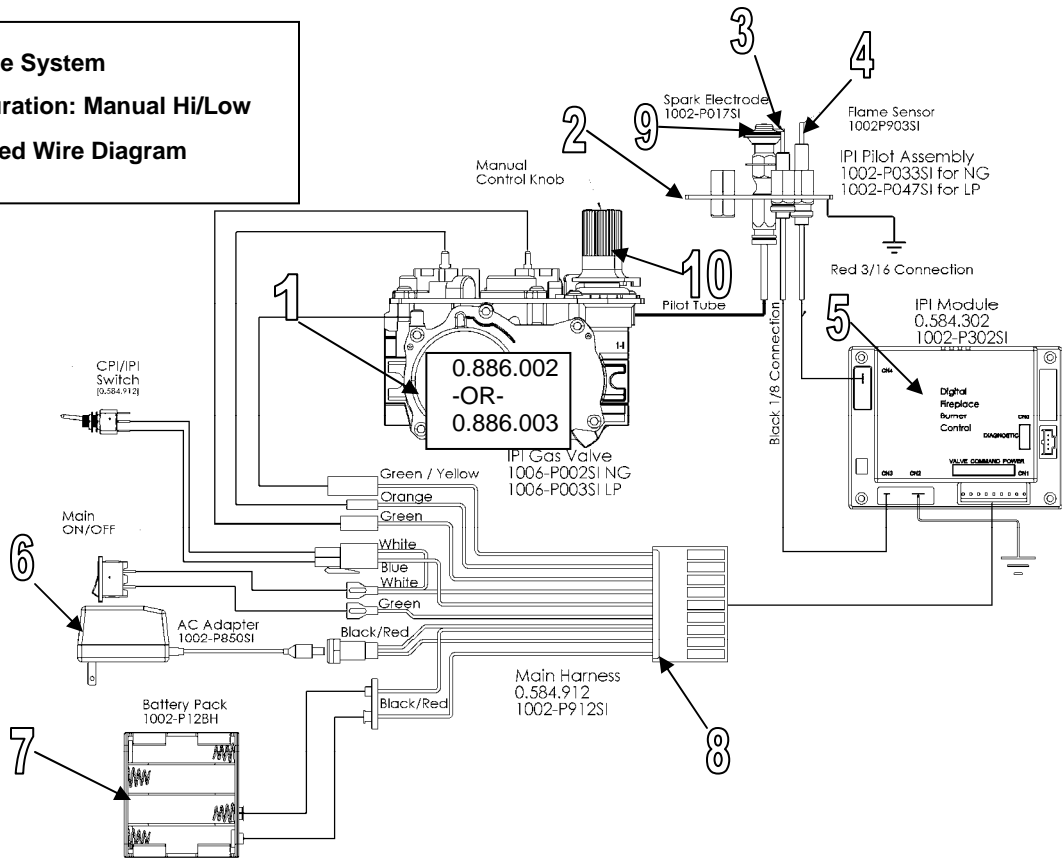 e System
uration: Manual Hi/Low
ed Wire Diagram
3
4
Spark Electrode
1002-P017SI
9
2
Flame Sensor
1002P903SI
IPI Pilot Assembly
1002-P033SI for NG
1002-P047SI for LP
Manual
Control Knob
10
Red 3/16 Connection
Pilot Tube
1
5
IPI Module
0.584.302
1002-P302SI
Black 1/8 Connection
CN4
Digital
Fireplace
Burner
Control
DIAGNOSTIC
VALVE COMMAND POWER
CN3
CN2
CN1
0.886.002
-OR-
0.886.003
IPI Gas Valve
1006-P002SI NG
1006-P003SI LP
CPI/IPI
Switch
[0.584.912]
Green / Yellow
Orange
Green
White
Blue
White
Green
Main
ON/OFF
6
AC Adapter
1002-P850SI
Black/Red
Main Harness
0.584.912
1002-P912SI
8
Black/Red
Battery Pack
1002-P12BH
7